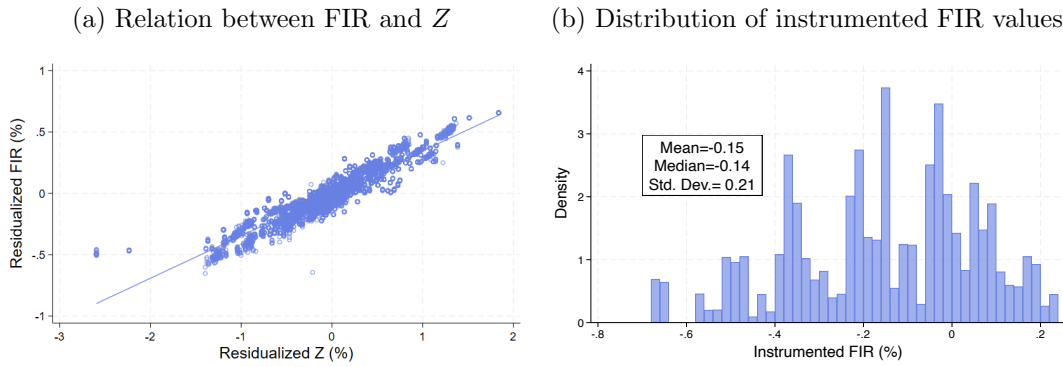 (a) Relation between FIR and Z
(b) Distribution of instrumented FIR values
1
.5
0
-.5
-1
Residualized FIR (%)
-3
-2
-1
0
1
2
Residualized Z (%)
4
3
2
1
0
Density
Mean=-0.15
Median=-0.14
Std. Dev.= 0.21
-.8
-.6
-.4
-.2
0
.2
Instrumented FIR (%)